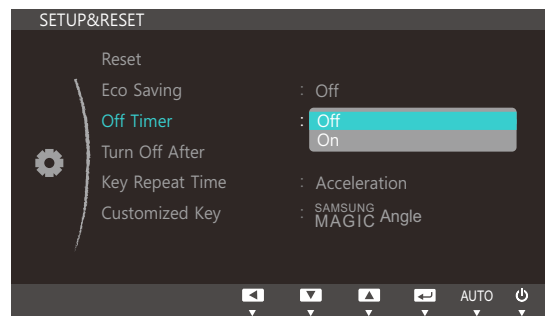 SETUP&RESET
Reset
Eco Saving : Off
Off Timer : Off
On
Turn Off After
Key Repeat Time : Acceleration
Customized Key : SAMSUNG MAGIC Angle
AUTO